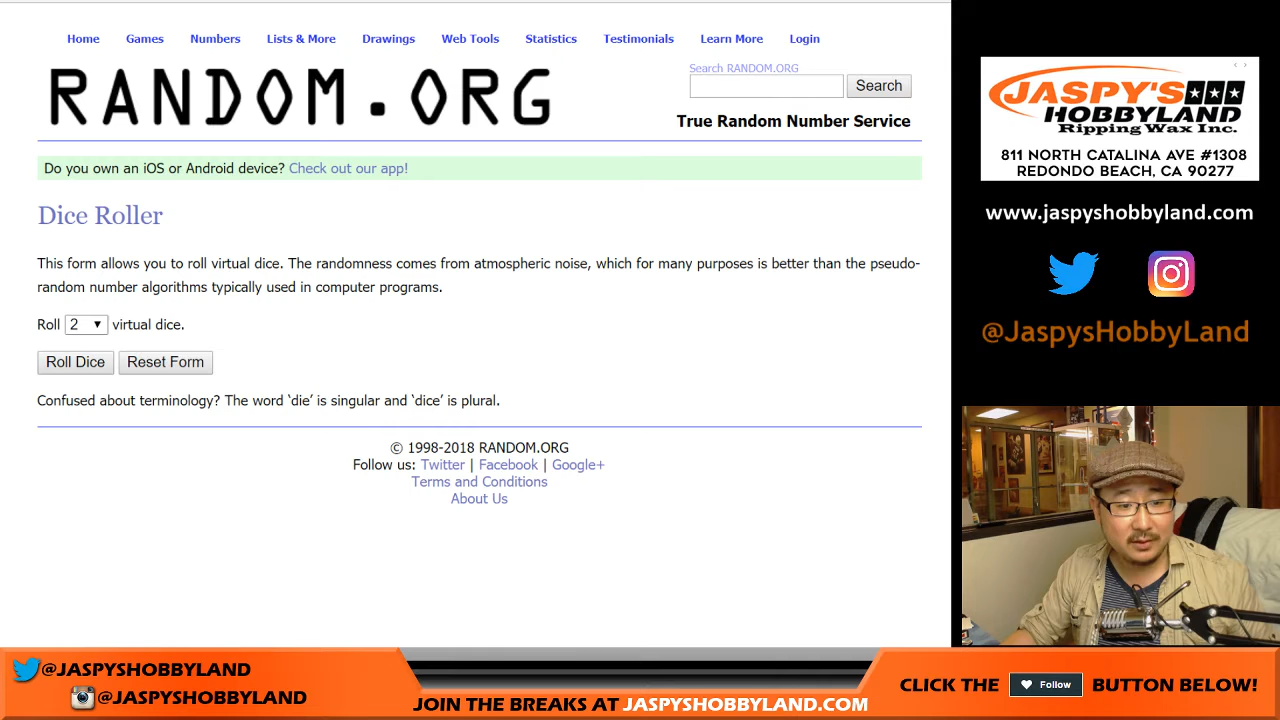 Home Games Numbers Lists & More Drawings Web Tools Statistics Testimonials Learn More Login
RANDOM.ORG
Search RANDOM.ORG
Search
True Random Number Service
Do you own an iOS or Android device? Check out our app!
Dice Roller
This form allows you to roll virtual dice. The randomness comes from atmospheric noise, which for many purposes is better than the pseudo-
random number algorithms typically used in computer programs.
Roll 2 virtual dice.
Roll Dice Reset Form
Confused about terminology? The word ‘die’ is singular and ‘dice’ is plural.
© 1998-2018 RANDOM.ORG
Follow us: Twitter | Facebook | Google+
Terms and Conditions
About Us
JASPY'S
HOBBYLAND
Ripping Wax Inc.
811 NORTH CATALINA AVE #1308
REDONDO BEACH, CA 90277
www.jaspyshobbyland.com
@JaspysHobbyLand
@JASPYSHOBBYLAND
@JASPYSHOBBYLAND
JOIN THE BREAKS AT JASPYSHOBBYLAND.COM
CLICK THE Follow BUTTON BELOW!